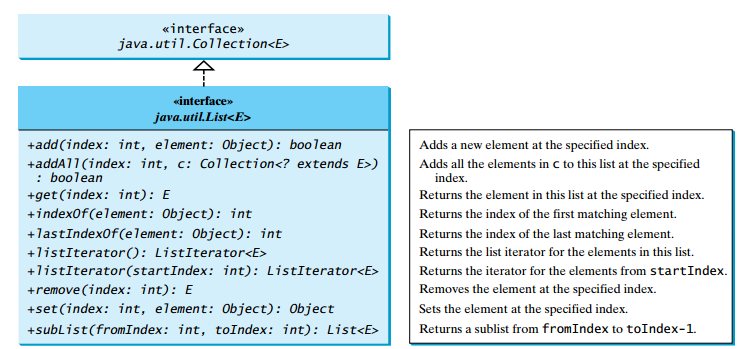 «interface»
java.util.Collection<E>
«interface»
java.util.List<E>
+add(index: int, element: Object): boolean
+addAll(index: int, c: Collection<? extends E>)
: boolean
+get(index: int): E
+indexOf(element: Object): int
+lastIndexOf(element: Object): int
+listIterator(): ListIterator<E>
+listIterator(startIndex: int): ListIterator<E>
+remove(index: int): E
+set(index: int, element: Object): Object
+subList(fromIndex: int, toIndex: int): List<E>
Adds a new element at the specified index.
Adds all the elements in c to this list at the specified
index.
Returns the element in this list at the specified index.
Returns the index of the first matching element.
Returns the index of the last matching element.
Returns the list iterator for the elements in this list.
Returns the iterator for the elements from startIndex.
Removes the element at the specified index.
Sets the element at the specified index.
Returns a sublist from fromIndex to toIndex-1.